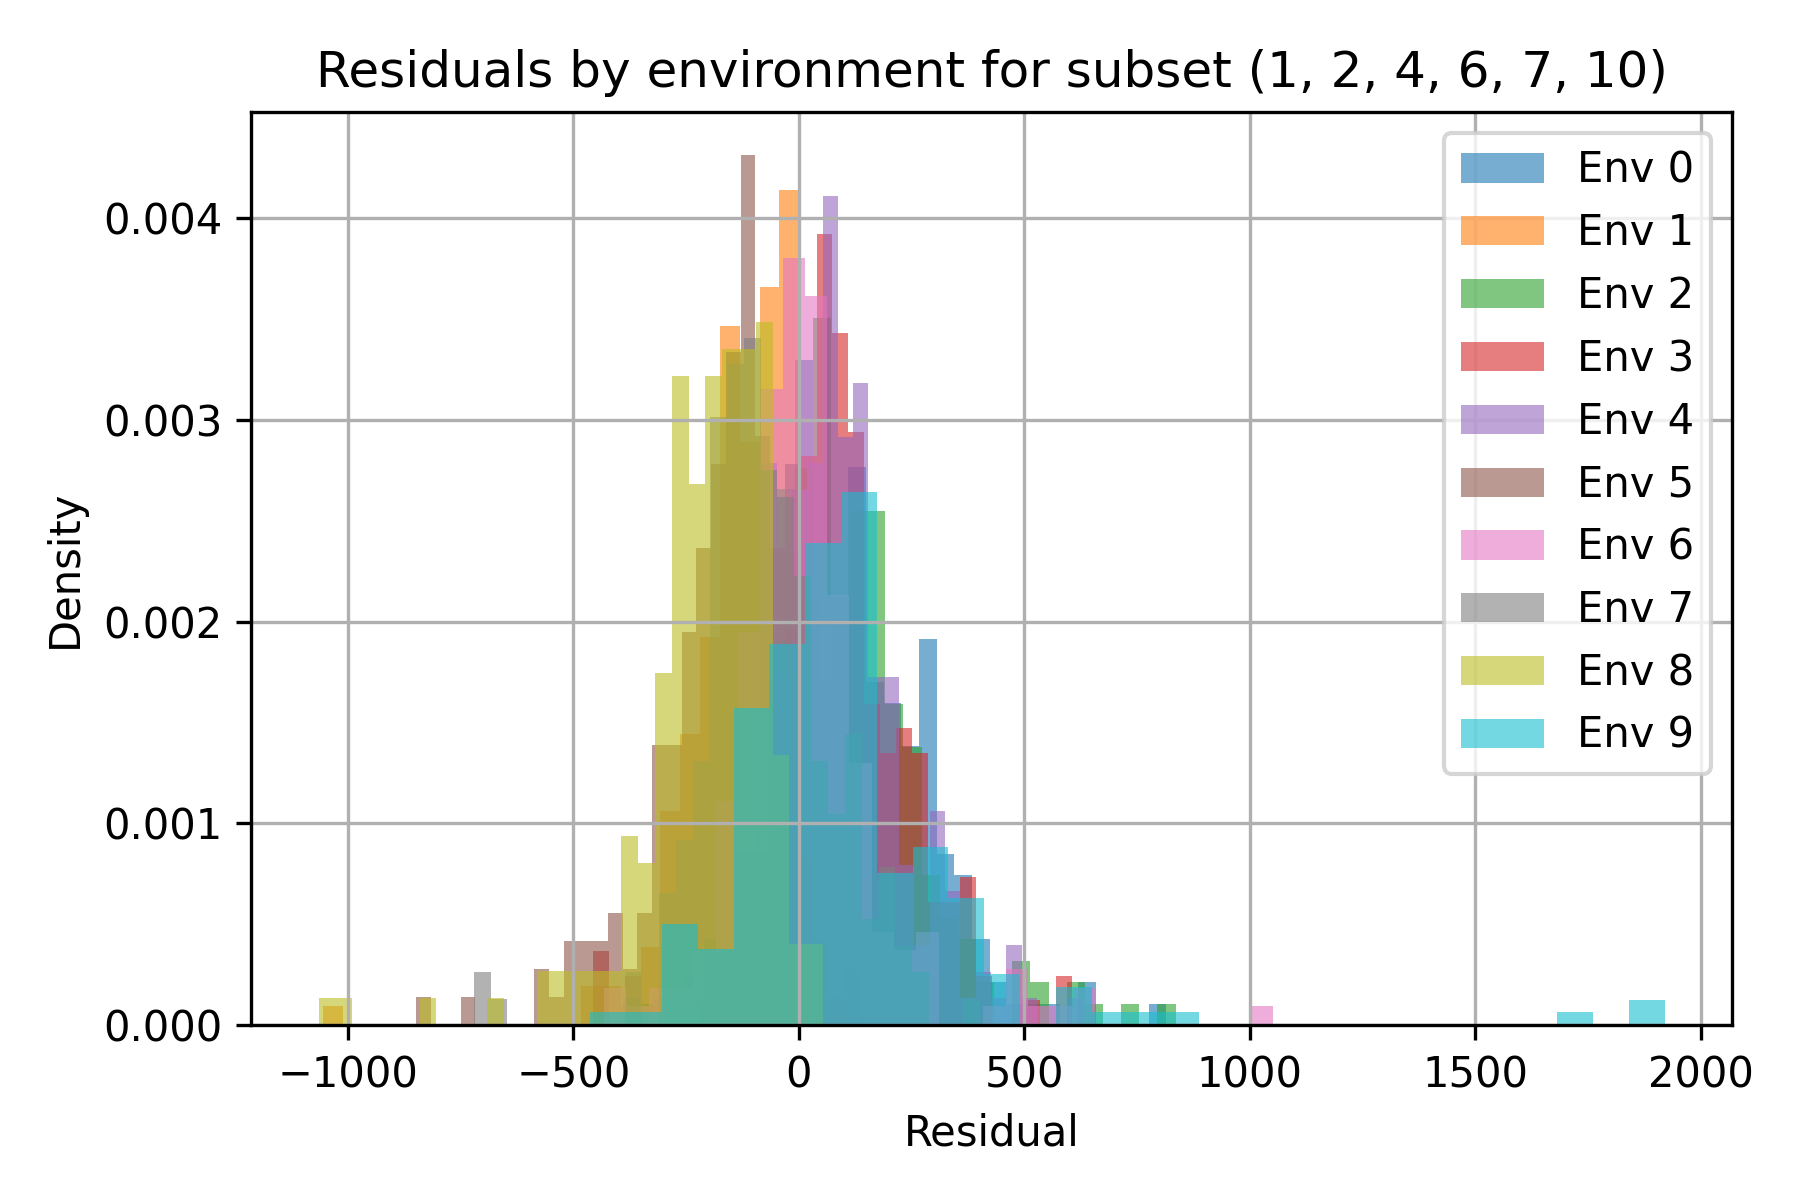 Residuals by environment for subset (1, 2, 4, 6, 7, 10)
Env 0
Env 1
Env 2
Env 3
Env 4
Env 5
Env 6
Env 7
Env 8
Env 9
Density
0.004
0.003
0.002
0.001
0.000
−1000 −500 0 500 1000 1500 2000
Residual